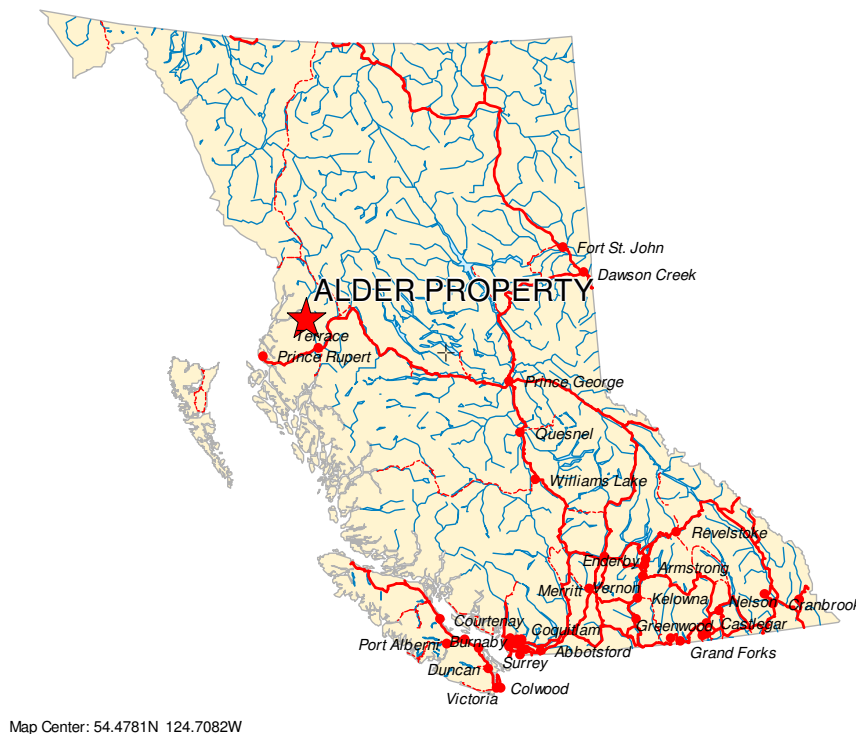 Fort St. John
Dawson Creek
ALDER PROPERTY
Terrace
Prince Rupert
Prince George
Quesnel
Williams Lake
Revelstoke
Enderby
Armstrong
Merritt
Vernon
Kelowna
Nelson
Cranbrook
Courtenay
Coquitlam
Greenwood
Castlegar
Port Alberni
Burnaby
Abbotsford
Grand Forks
Surrey
Duncan
Colwood
Victoria
Map Center: 54.4781N 124.7082W